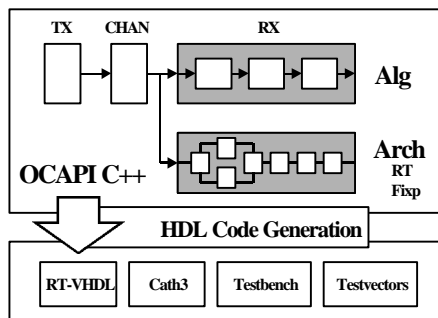 TX CHAN RX
Alg
Arch
RT
Fixp
OCAPI C++
HDL Code Generation
RT-VHDL Cath3 Testbench Testvectors